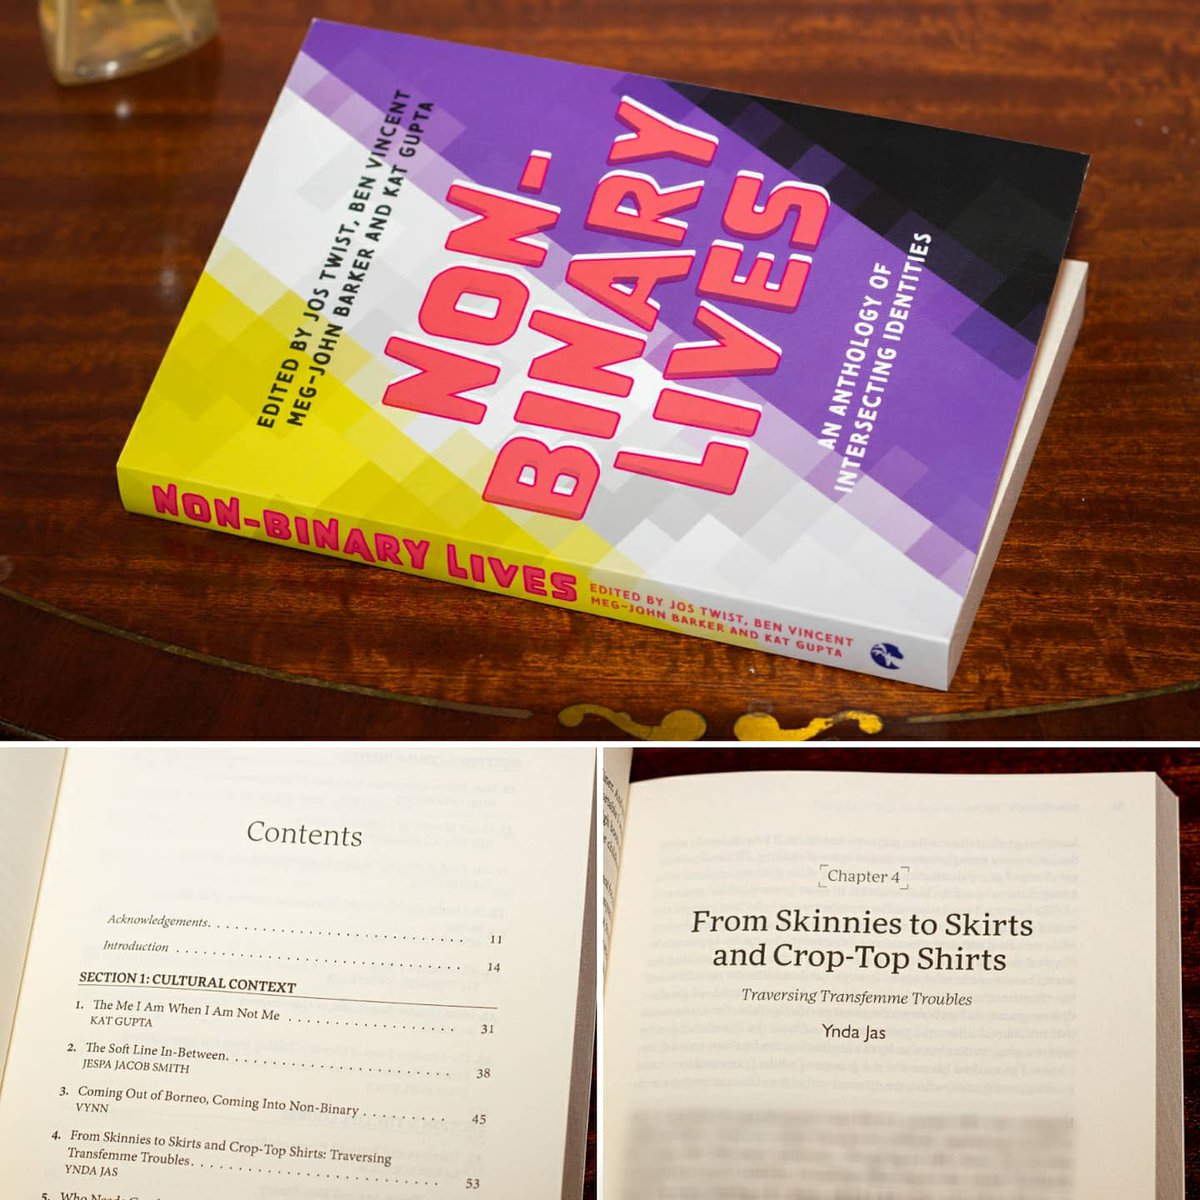 NON-
BINARY
LIVES
EDITED BY JOS TWIST, BEN VINCENT
MEG-JOHN BARKER AND KAT GUPTA
AN ANTHOLOGY OF
INTERSECTING IDENTITIES
NON-BINARY LIVES
EDITED BY JOS TWIST, BEN VINCENT
MEG-JOHN BARKER AND KAT GUPTA
Contents
Acknowledgements. . . . . . . . . . . . . . . . . . . . . . . . . . 11
Introduction . . . . . . . . . . . . . . . . . . . . . . . . . . . . . 14
SECTION 1: CULTURAL CONTEXT
1. The Me I Am When I Am Not Me . . . . . . . . . . . . . . . . 31
KAT GUPTA
2. The Soft Line In-Between. . . . . . . . . . . . . . . . . . . . . 38
JESPA JACOB SMITH
3. Coming Out of Borneo, Coming Into Non-Binary . . . . . . . . 45
VYNN
4. From Skinnies to Skirts and Crop-Top Shirts: Traversing
Transfemme Troubles. . . . . . . . . . . . . . . . . . . . . . . . 53
YNDA JAS
5. Who
Chapter 4
From Skinnies to Skirts
and Crop-Top Shirts
Traversing Transfemme Troubles
Ynda Jas